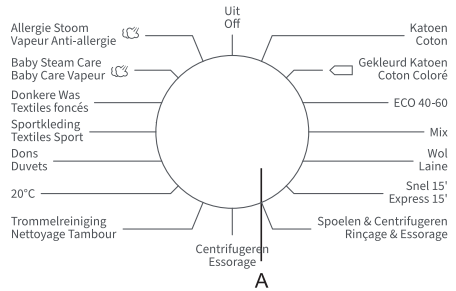 Uit
Off
Allergie Stoom
Vapeur Anti-allergie
Baby Steam Care
Baby Care Vapeur
Donkere Was
Textiles foncés
Sportkleding
Textiles Sport
Dons
Duvets
20°C
Trommelreiniging
Nettoyage Tambour
Katoen
Coton
Gekleurd Katoen
Coton Coloré
ECO 40-60
Mix
Wol
Laine
Snel 15'
Express 15'
Spoelen & Centrifugeren
Rinçage & Essorage
Centrifugeren
Essorage
A